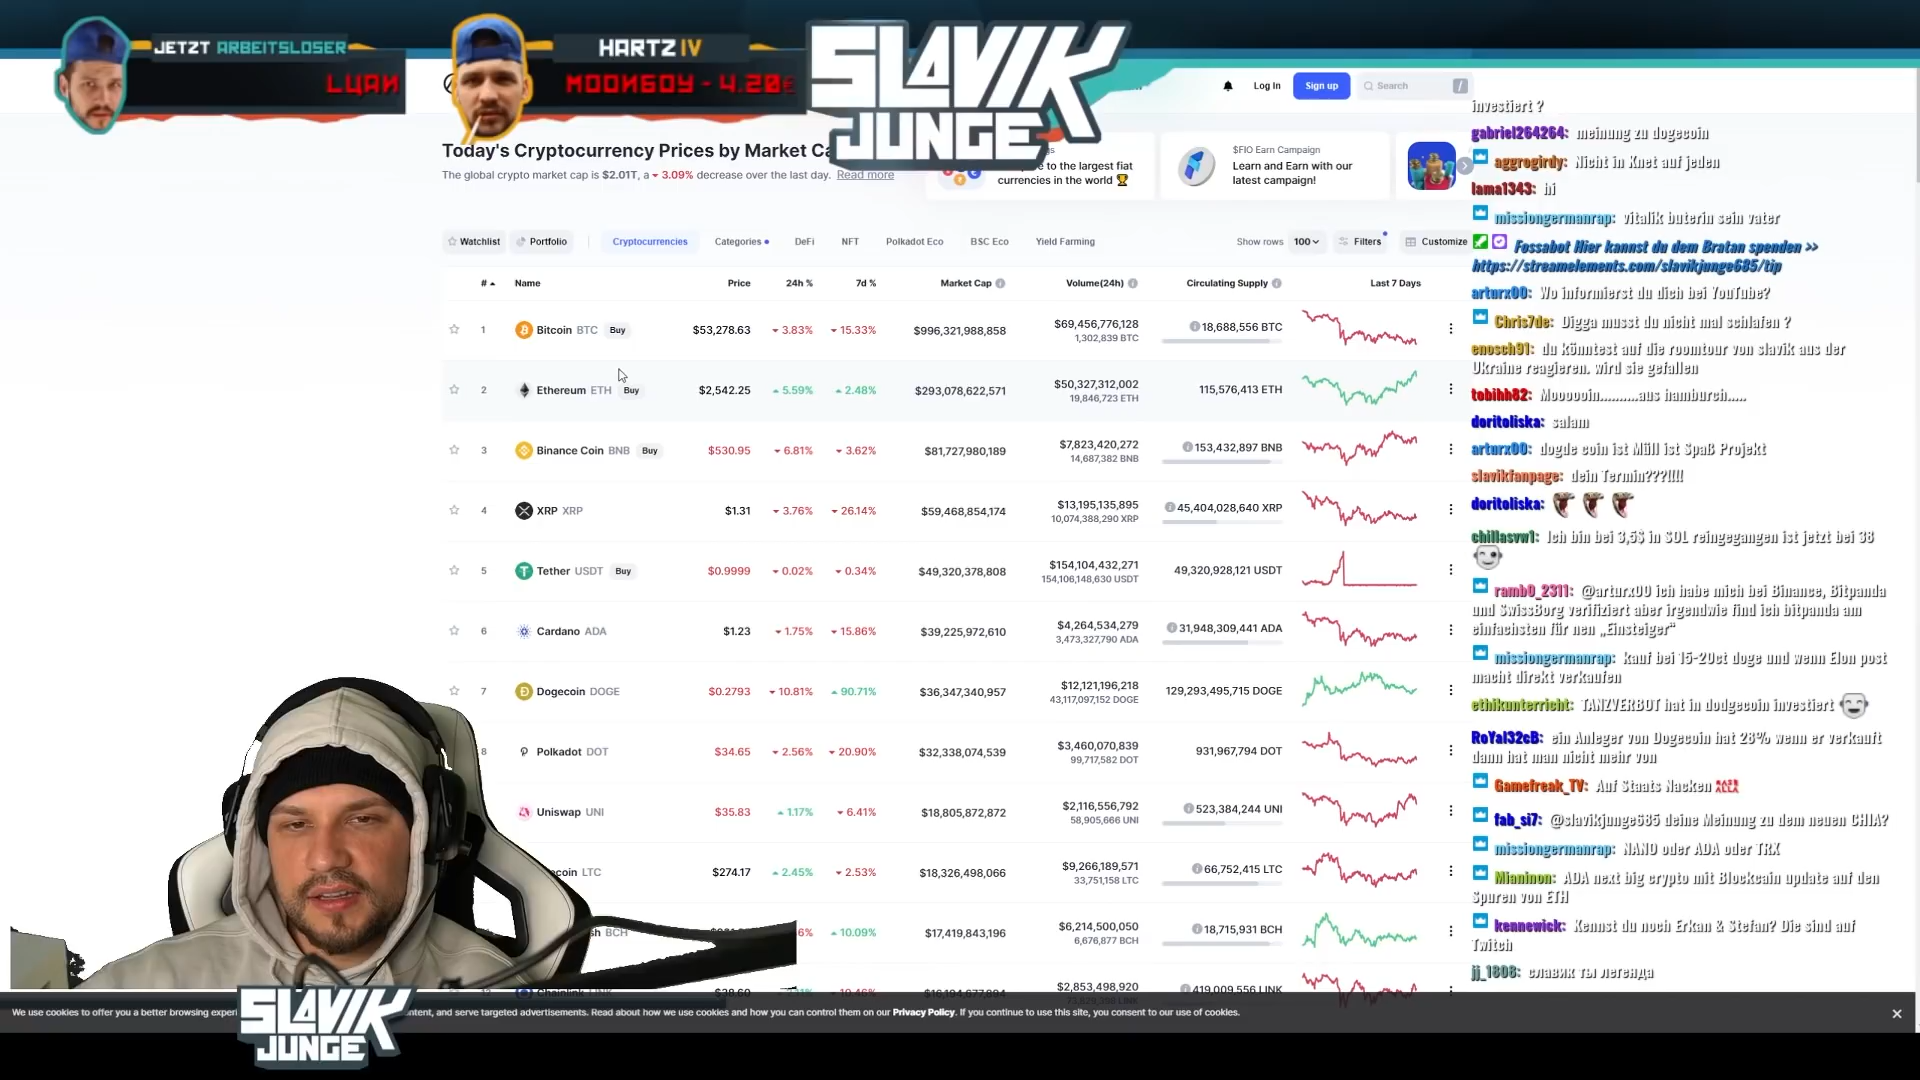 JETZT ARBEITSLOSER
LUAN
HARTZ IV
MOONBOY - 4.20€
SLAVIK
JUNGE
Log In
Sign up
Search
/
Today's Cryptocurrency Prices by Market Ca
The global crypto market cap is $2.01T, a 3.09% decrease over the last day. Read more
e to the largest fiat
currencies in the world 🏆
$FIO Earn Campaign
Learn and Earn with our
latest campaign!
Watchlist Portfolio Cryptocurrencies Categories DeFi NFT Polkadot Eco BSC Eco Yield Farming Show rows 100 Filters Customize
# Name Price 24h % 7d % Market Cap Volume(24h) Circulating Supply Last 7 Days
1 Bitcoin BTC Buy $53,278.63 3.83% 15.33% $996,321,988,858 $69,456,776,128 18,688,556 BTC
1,302,839 BTC
2 Ethereum ETH Buy $2,542.25 5.59% 2.48% $293,078,622,571 $50,327,312,002 115,576,413 ETH
19,846,723 ETH
3 Binance Coin BNB Buy $530.95 6.81% 3.62% $81,727,980,189 $7,823,420,272 153,432,897 BNB
14,687,382 BNB
4 XRP XRP $1.31 3.76% 26.14% $59,468,854,174 $13,195,135,895 45,404,028,640 XRP
10,074,388,290 XRP
5 Tether USDT Buy $0.9999 0.02% 0.34% $49,320,378,808 $154,104,432,271 49,320,928,121 USDT
154,106,148,630 USDT
6 Cardano ADA $1.23 1.75% 15.86% $39,225,972,610 $4,264,534,279 31,948,309,441 ADA
3,473,327,790 ADA
7 Dogecoin DOGE $0.2793 10.81% 90.71% $36,347,340,957 $12,121,196,218 129,293,495,715 DOGE
43,117,097,152 DOGE
8 Polkadot DOT $34.65 2.56% 20.90% $32,338,074,539 $3,460,070,839 931,967,794 DOT
99,717,582 DOT
Uniswap UNI $35.83 1.17% 6.41% $18,805,872,872 $2,116,556,792 523,384,244 UNI
58,905,666 UNI
ecoin LTC $274.17 2.45% 2.53% $18,326,498,066 $9,266,189,571 66,752,415 LTC
33,751,158 LTC
sh BCH 6% 10.09% $17,419,843,196 $6,214,500,050 18,715,931 BCH
6,676,877 BCH
Chainlink LINK $2,853,498,920 419,009,556 LINK
investiert ?
gabriel264264: meinung zu dogecoin
aggrogirdy: Nicht in Knet auf jeden
lama1343: hi
missiongermanrap: vitalik buterin sein vater
Fossabot Hier kannst du dem Bratan spenden >>
https://streamelements.com/slavikjunge685/tip
arturx00: Wo informierst du dich bei YouTube?
Chris7de: Digga musst du nicht mal schlafen ?
enosch91: du könntest auf die roomtour von slavik aus der
Ukraine reagieren. wird sie gefallen
tobihh82: Moooooin..........aus hamburch.....
doritoliska: salam
arturx00: dogde coin ist Müll ist Spaß Projekt
slavikfanpage: dein Termin???!!!!
doritoliska:
chillasvw1: Ich bin bei 3,5$ in SOL reingegangen ist jetzt bei 38
ramb0_2311: @arturx00 ich habe mich bei Binance, Bitpanda
und SwissBorg verifiziert aber irgendwie find ich bitpanda am
einfachsten für nen „Einsteiger“
missiongermanrap: kauf bei 15-20ct doge und wenn Elon post
macht direkt verkaufen
ethikunterricht: TANZVERBOT hat in dodgecoin investiert
RoYal32cB: ein Anleger von Dogecoin hat 28% wenn er verkauft
dann hat man nicht mehr von
Gamefreak_TV: Auf Staats Nacken
fab_si7: @slavikjunge685 deine Meinung zu dem neuen CHIA?
missiongermanrap: NANO oder ADA oder TRX
Mianinon: ADA next big crypto mit Blockcain update auf den
Spuren von ETH
kennewick: Kennst du noch Erkan & Stefan? Die sind auf
Twitch
jj_1808: славик ты легенда
We use cookies to offer you a better browsing experi
ntent, and serve targeted advertisements. Read about how we use cookies and how you can control them on our Privacy Policy. If you continue to use this site, you consent to our use of cookies.
SLAVIK
JUNGE